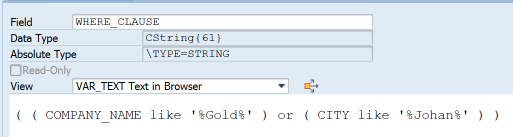 Field WHERE_CLAUSE
Data Type CString{61}
Absolute Type \TYPE=STRING
Read-Only
View VAR_TEXT Text in Browser
( ( COMPANY_NAME like '%Gold%' ) or ( CITY like '%Johan%' ) )